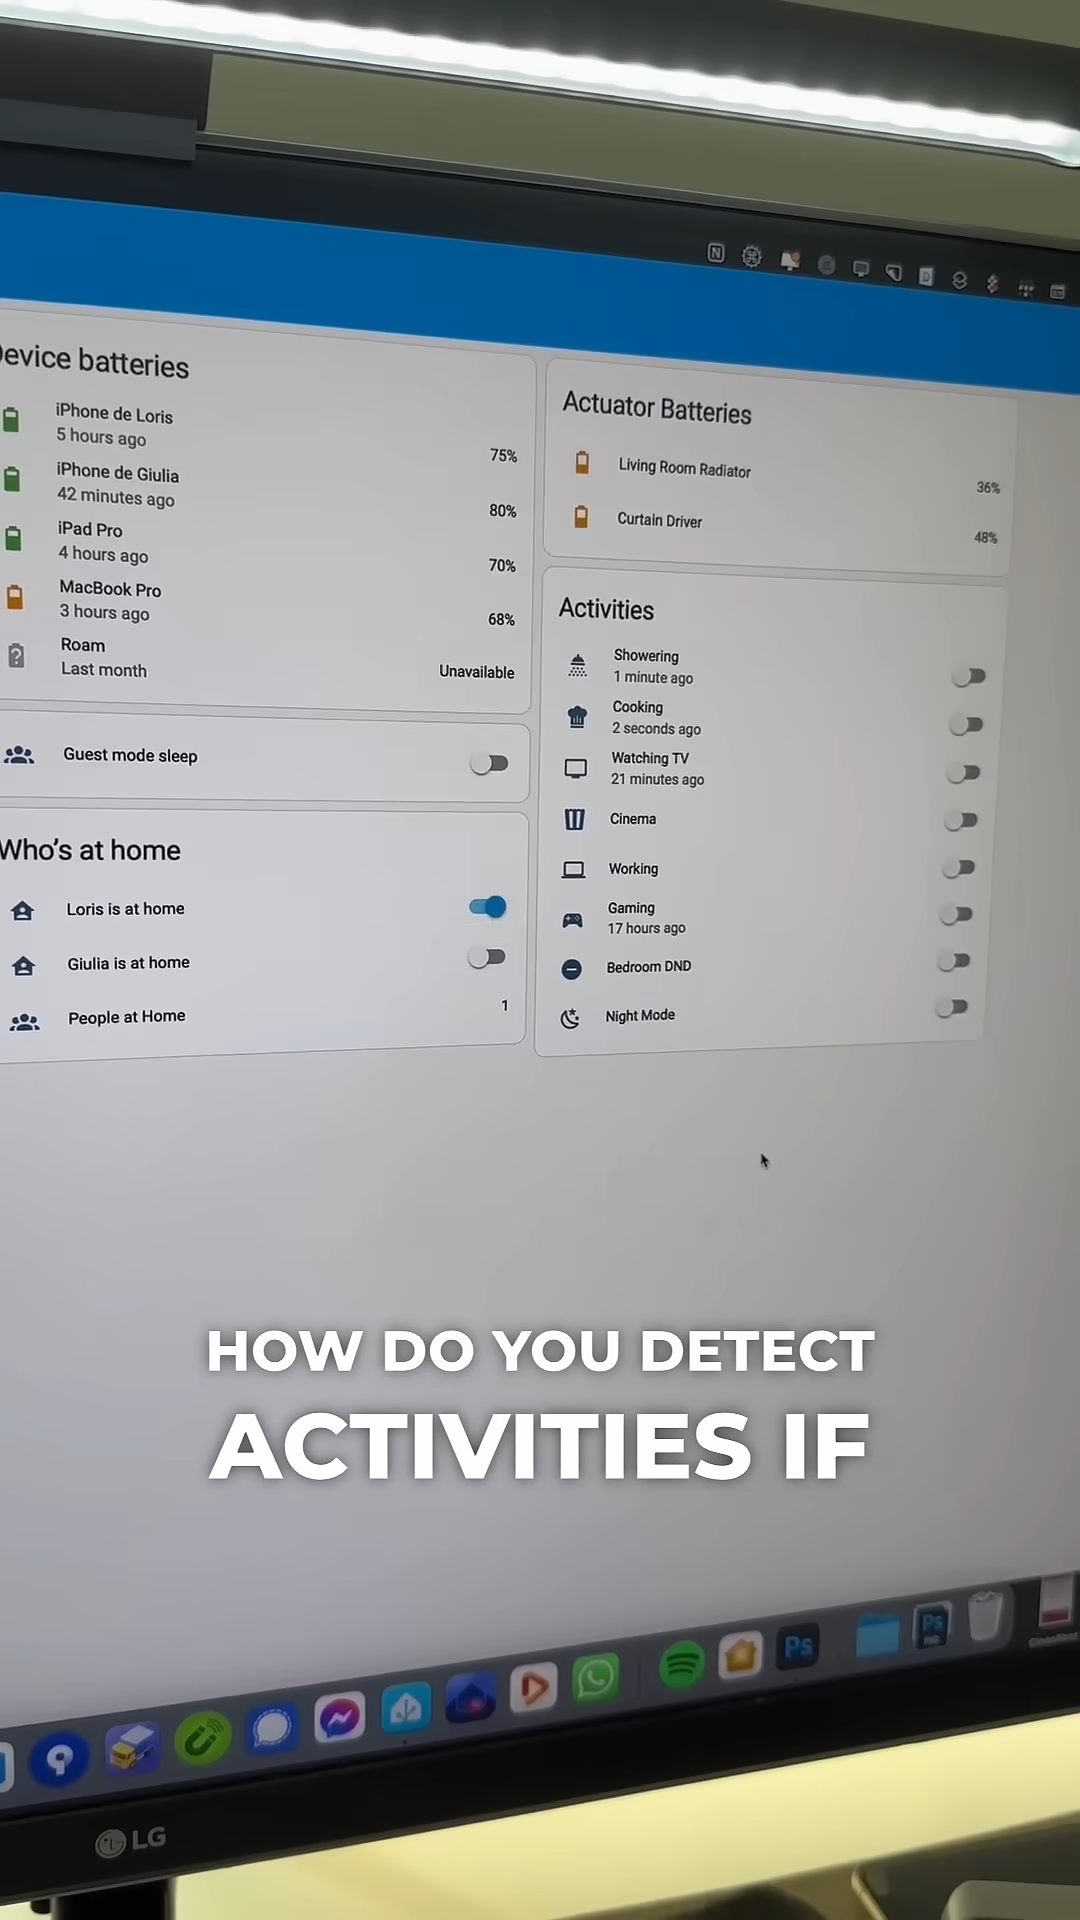 Device batteries
iPhone de Loris
5 hours ago
75%
iPhone de Giulia
42 minutes ago
80%
iPad Pro
4 hours ago
70%
MacBook Pro
3 hours ago
68%
Roam
Last month
Unavailable
Guest mode sleep
Who's at home
Loris is at home
Giulia is at home
People at Home
1
Actuator Batteries
Living Room Radiator
36%
Curtain Driver
48%
Activities
Showering
1 minute ago
Cooking
2 seconds ago
Watching TV
21 minutes ago
Cinema
Working
Gaming
17 hours ago
Bedroom DND
Night Mode
HOW DO YOU DETECT
ACTIVITIES IF
Ps
Ps
LG